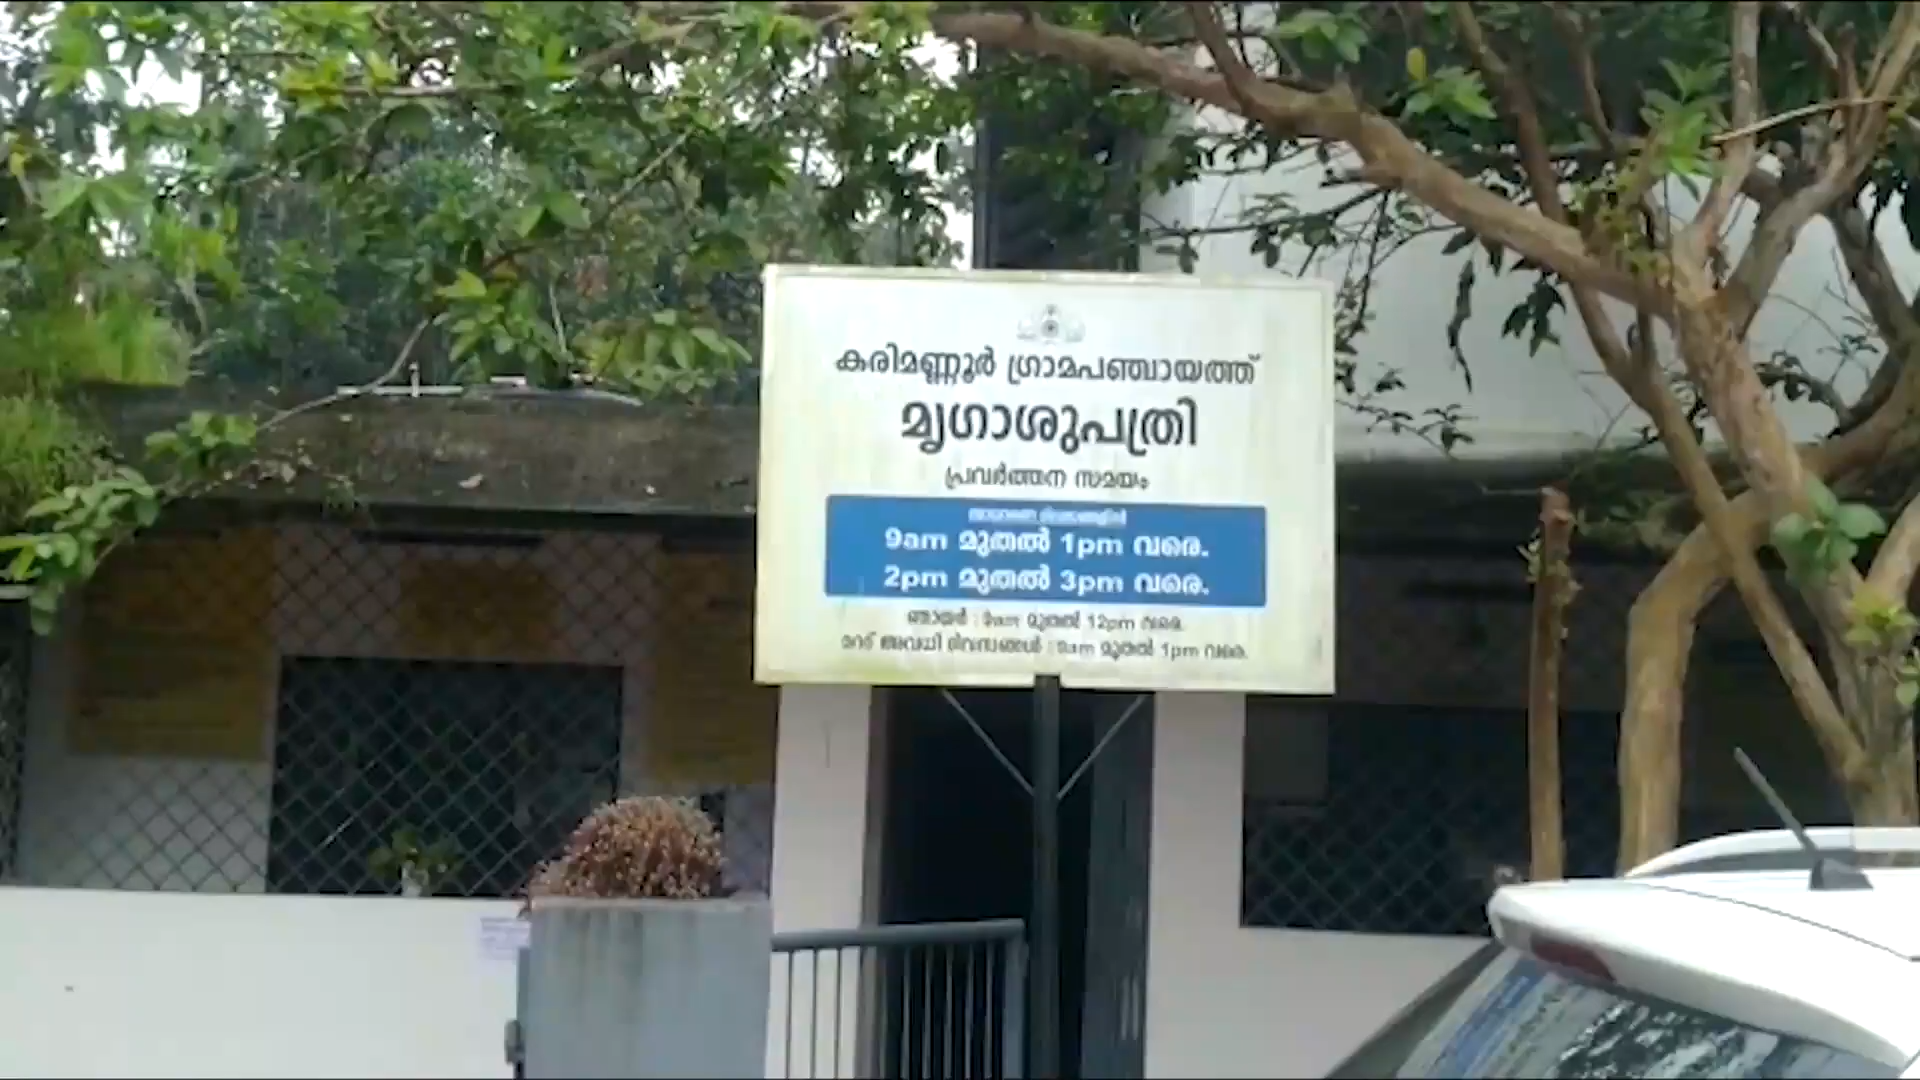 കരിമണ്ണൂർ ഗ്രാമപഞ്ചായത്ത്
മൃഗാശുപത്രി
പ്രവർത്തന സമയം
9am മുതൽ 1pm വരെ.
2pm മുതൽ 3pm വരെ.
ഞായർ : 9am മുതൽ 12pm വരെ.
മറ്റ് അവധി ദിവസങ്ങൾ : 9am മുതൽ 1pm വരെ.